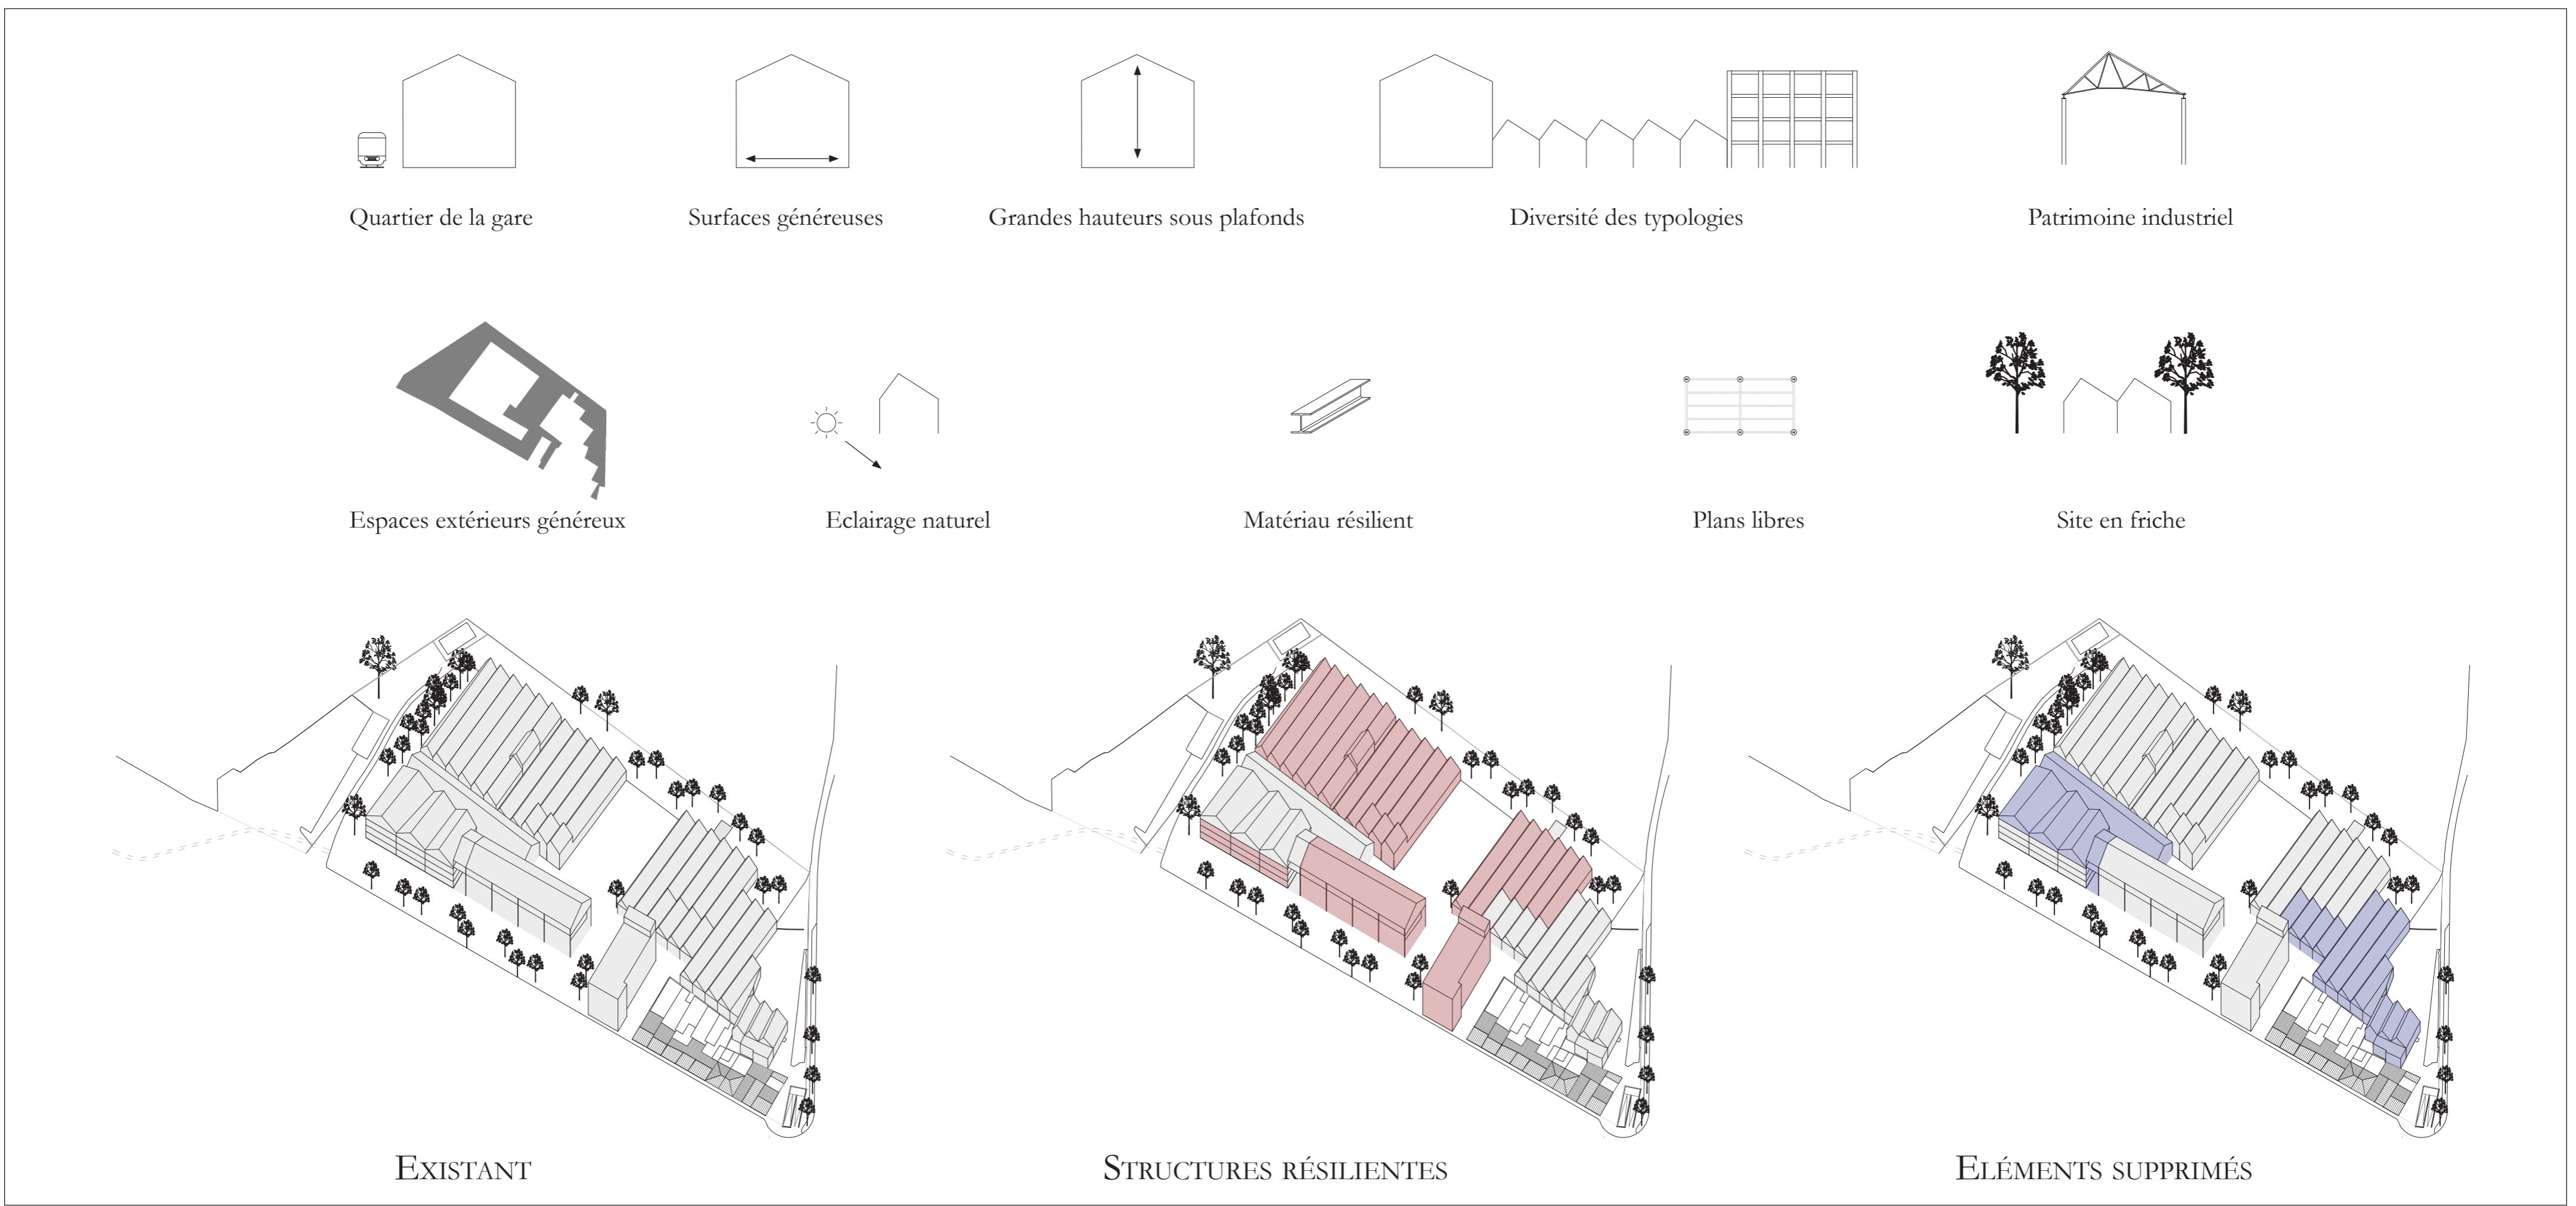 Quartier de la gare
Surfaces généreuses
Grandes hauteurs sous plafonds
Diversité des typologies
Patrimoine industriel
Espaces extérieurs généreux
Eclairage naturel
Matériau résilient
Plans libres
Site en friche
Existant
Structures résilientes
Eléments supprimés